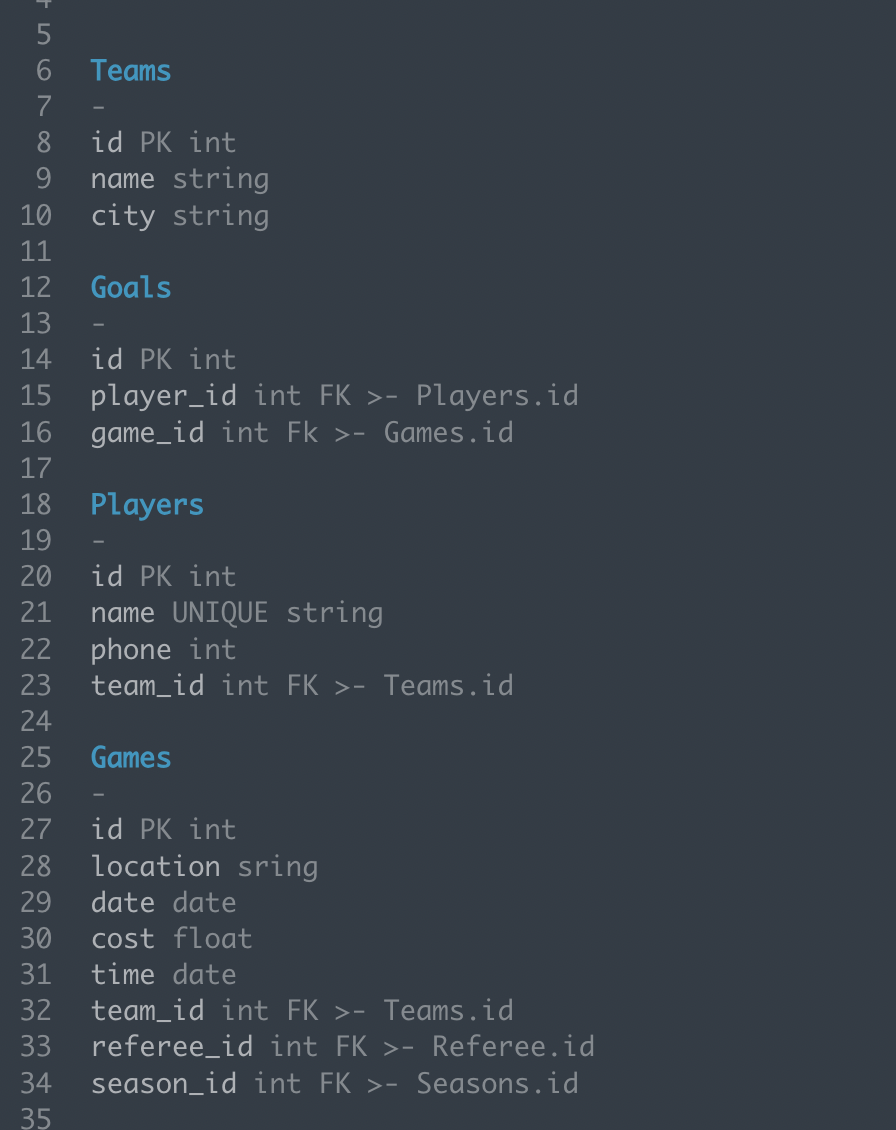 4
5
6 Teams
7 -
8 id PK int
9 name string
10 city string
11
12 Goals
13 -
14 id PK int
15 player_id int FK >- Players.id
16 game_id int Fk >- Games.id
17
18 Players
19 -
20 id PK int
21 name UNIQUE string
22 phone int
23 team_id int FK >- Teams.id
24
25 Games
26 -
27 id PK int
28 location sring
29 date date
30 cost float
31 time date
32 team_id int FK >- Teams.id
33 referee_id int FK >- Referee.id
34 season_id int FK >- Seasons.id
35